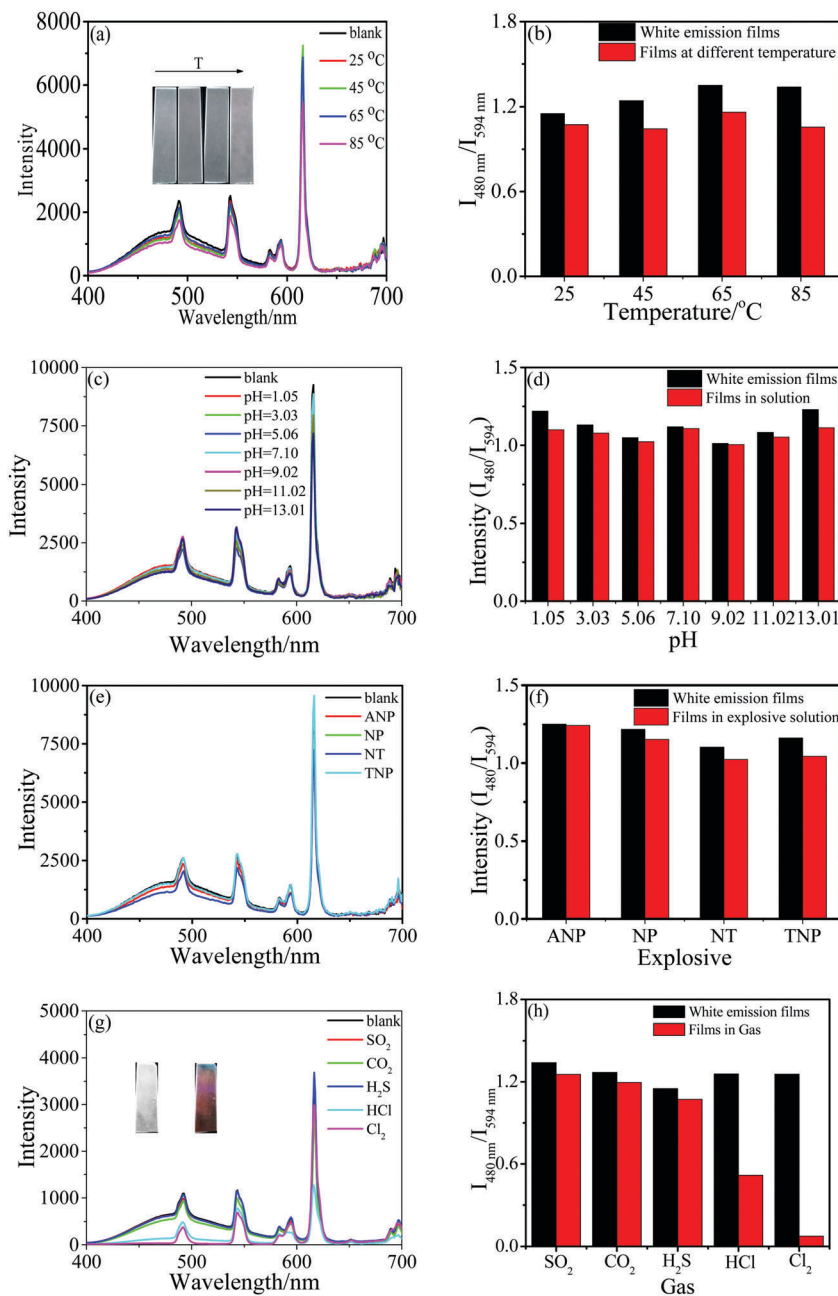 (a)
blank
25 °C
45 °C
65 °C
85 °C
T
8000
6000
4000
2000
0
Intensity
400 500 600 700
Wavelength/nm
(b)
White emission films
Films at different temperature
1.8
1.2
0.6
0.0
I480 nm/I594 nm
25 45 65 85
Temperature/°C
(c)
blank
pH=1.05
pH=3.03
pH=5.06
pH=7.10
pH=9.02
pH=11.02
pH=13.01
10000
7500
5000
2500
0
Intensity
400 500 600 700
Wavelength/nm
(d)
White emission films
Films in solution
1.5
1.0
0.5
0.0
Intensity (I480/I594)
1.05 3.03 5.06 7.10 9.02 11.02 13.01
pH
(e)
blank
ANP
NP
NT
TNP
10000
7500
5000
2500
0
Intensity
400 500 600 700
Wavelength/nm
(f)
White emission films
Films in explosive solution
1.5
1.0
0.5
0.0
Intensity (I480/I594)
ANP NP NT TNP
Explosive
(g)
blank
SO2
CO2
H2S
HCl
Cl2
5000
4000
3000
2000
1000
0
Intensity
400 500 600 700
Wavelength/nm
(h)
White emission films
Films in Gas
1.8
1.2
0.6
0.0
I480 nm/I594 nm
SO2 CO2 H2S HCl Cl2
Gas